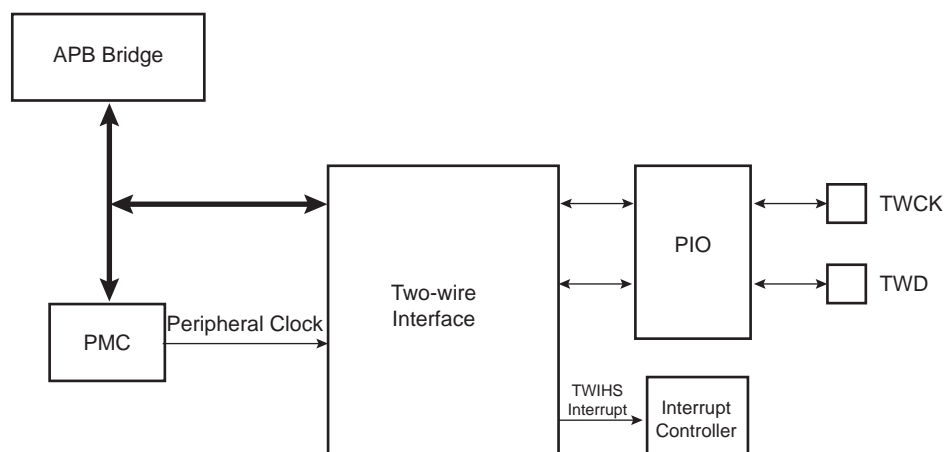 APB Bridge
TWCK
PIO
TWD
Two-wire
Interface
Peripheral Clock
PMC
TWIHS
Interrupt
Interrupt
Controller